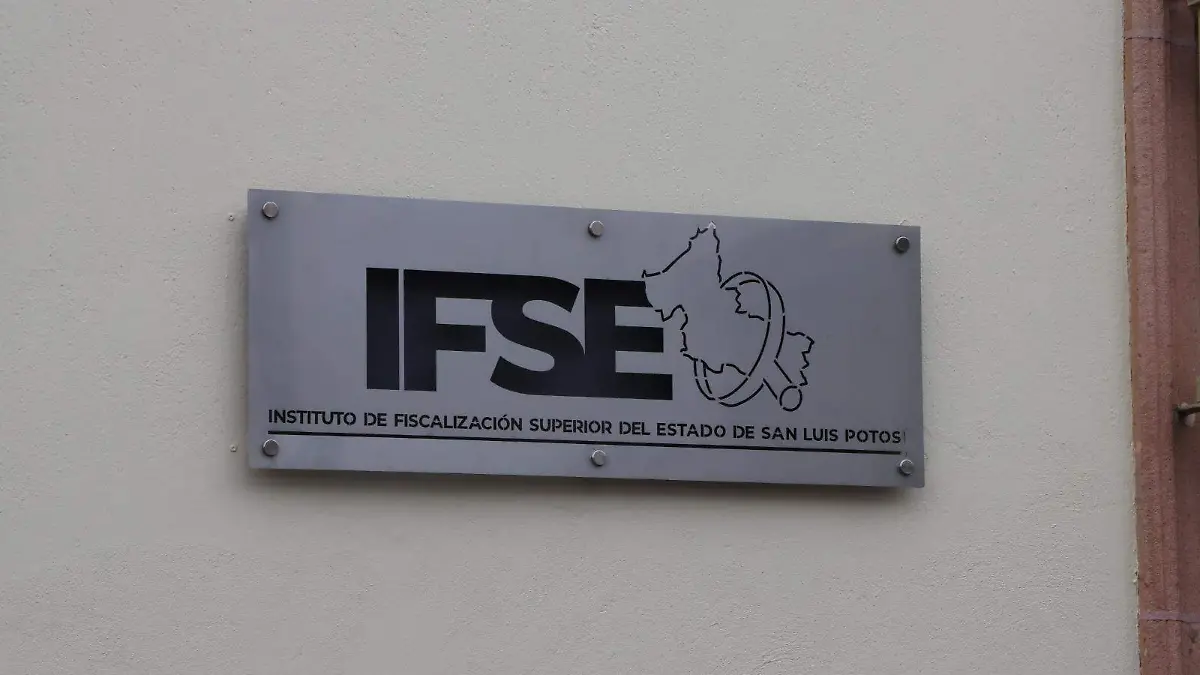 IFSE
INSTITUTO DE FISCALIZACIÓN SUPERIOR DEL ESTADO DE SAN LUIS POTOSÍ